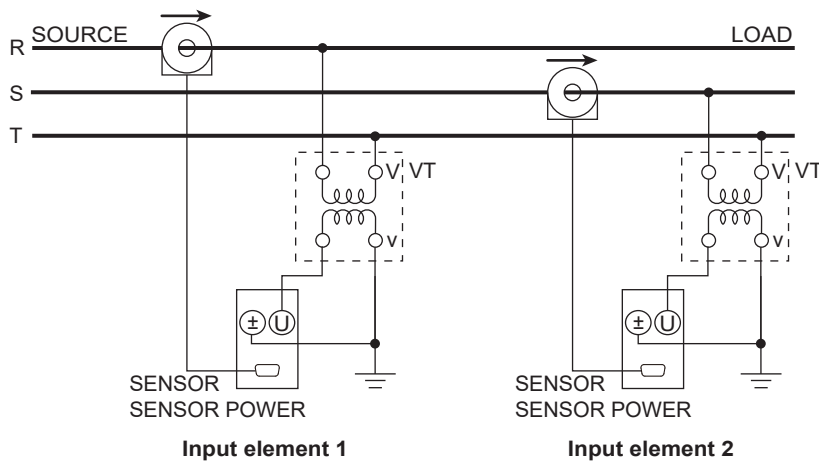 R SOURCE LOAD
S
T
V VT V VT
v v
± U ± U
SENSOR SENSOR
SENSOR POWER SENSOR POWER
Input element 1 Input element 2